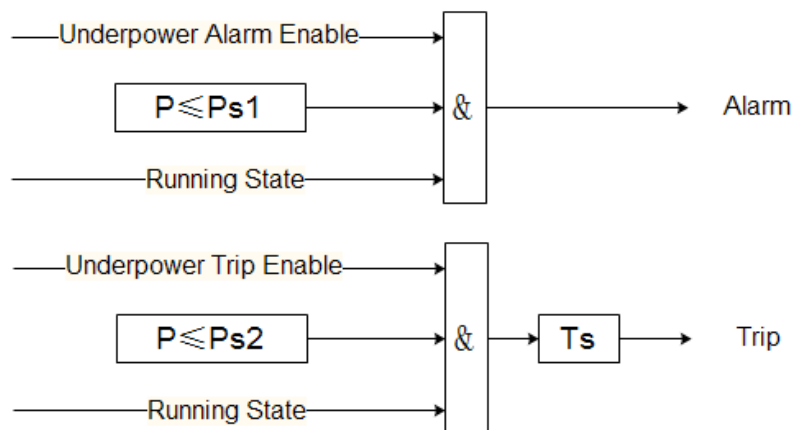 Underpower Alarm Enable
P≤Ps1
&
Alarm
Running State
Underpower Trip Enable
P≤Ps2
&
Ts
Trip
Running State